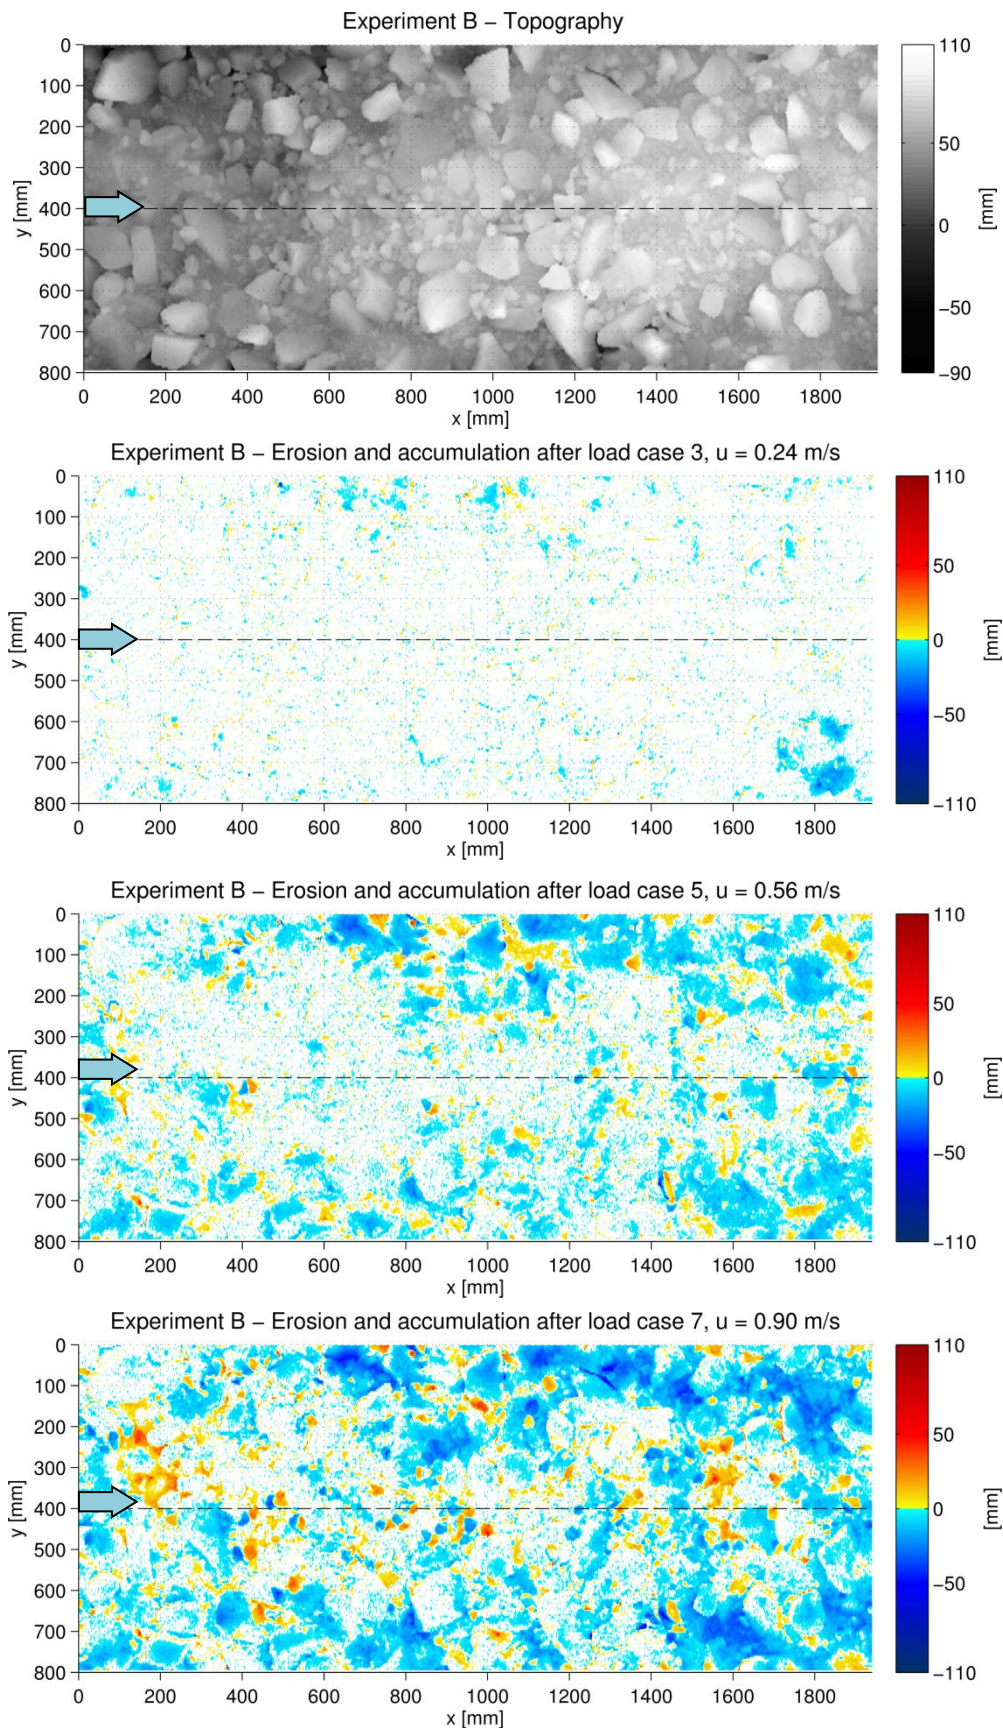 Experiment B – Topography
0
100
200
300
400
500
600
700
800
y [mm]
0 200 400 600 800 1000 1200 1400 1600 1800
x [mm]
110
50
0
−50
−90
[mm]
Experiment B – Erosion and accumulation after load case 3, u = 0.24 m/s
0
100
200
300
400
500
600
700
800
y [mm]
0 200 400 600 800 1000 1200 1400 1600 1800
x [mm]
110
50
0
−50
−110
[mm]
Experiment B – Erosion and accumulation after load case 5, u = 0.56 m/s
0
100
200
300
400
500
600
700
800
y [mm]
0 200 400 600 800 1000 1200 1400 1600 1800
x [mm]
110
50
0
−50
−110
[mm]
Experiment B – Erosion and accumulation after load case 7, u = 0.90 m/s
0
100
200
300
400
500
600
700
800
y [mm]
0 200 400 600 800 1000 1200 1400 1600 1800
x [mm]
110
50
0
−50
−110
[mm]